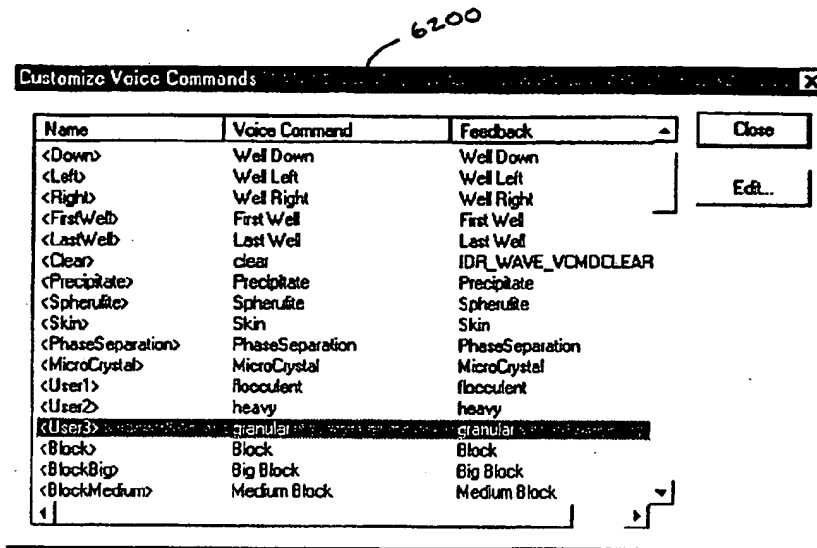 6200
Customize Voice Commands
Name Voice Command Feedback Close
<Down> Well Down Well Down
<Left> Well Left Well Left
Edit...
<Right> Well Right Well Right
<FirstWell> First Well First Well
<LastWell> Last Well Last Well
<Clear> clear IDR_WAVE_VCMDCLEAR
<Precipitate> Precipitate Precipitate
<Spherulite> Spherulite Spherulite
<Skin> Skin Skin
<PhaseSeparation> PhaseSeparation PhaseSeparation
<MicroCrystal> MicroCrystal MicroCrystal
<User1> flocculent flocculent
<User2> heavy heavy
<User3> granular granular
<Block> Block Block
<BlockBig> Big Block Big Block
<BlockMedium> Medium Block Medium Block